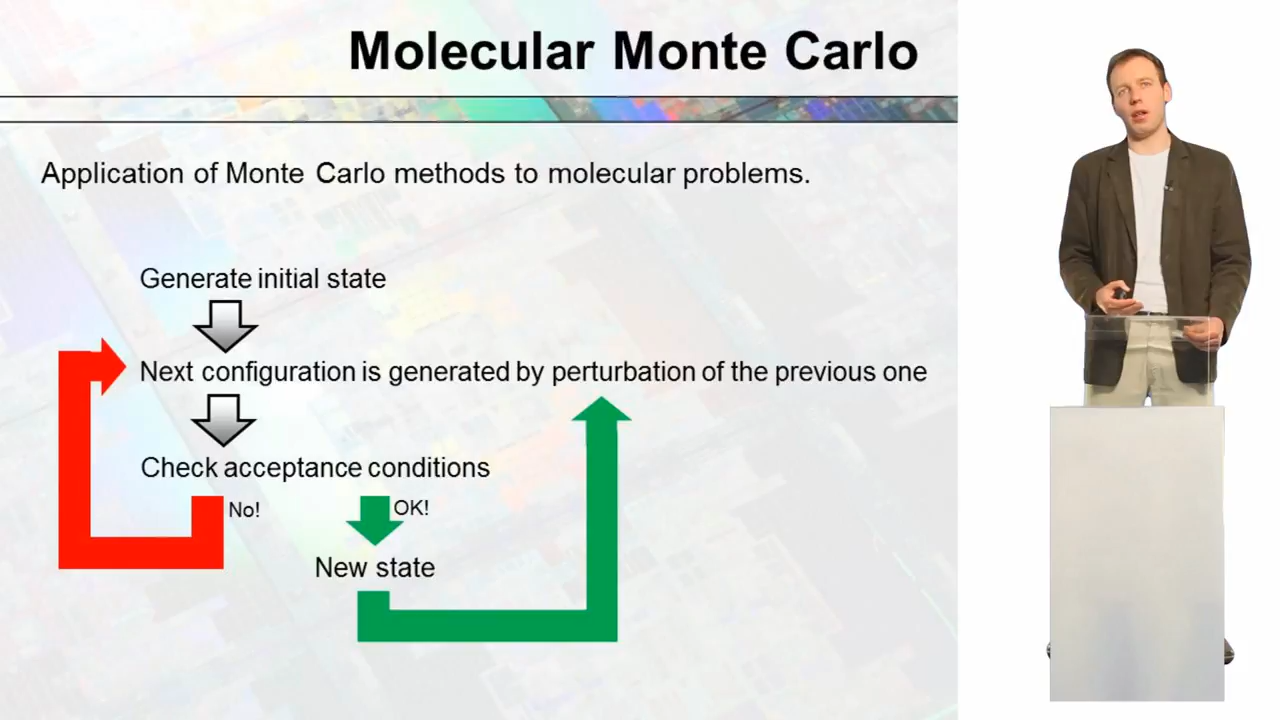 Molecular Monte Carlo
Application of Monte Carlo methods to molecular problems.
Generate initial state
Next configuration is generated by perturbation of the previous one
Check acceptance conditions
No!
OK!
New state